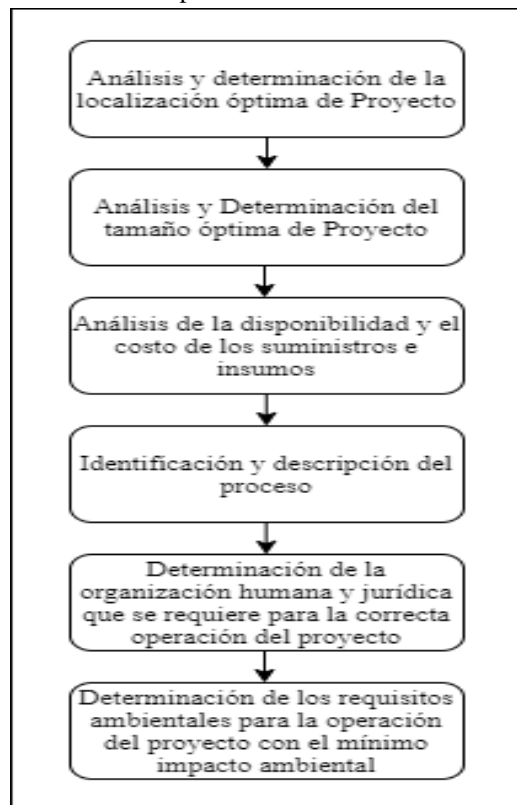 Análisis y determinación de la
localización óptima de Proyecto
Análisis y Determinación del
tamaño óptima de Proyecto
Análisis de la disponibilidad y el
costo de los suministros e
insumos
Identificación y descripción del
proceso
Determinación de la
organización humana y jurídica
que se requiere para la correcta
operación del proyecto
Determinación de los requisitos
ambientales para la operación
del proyecto con el mínimo
impacto ambiental